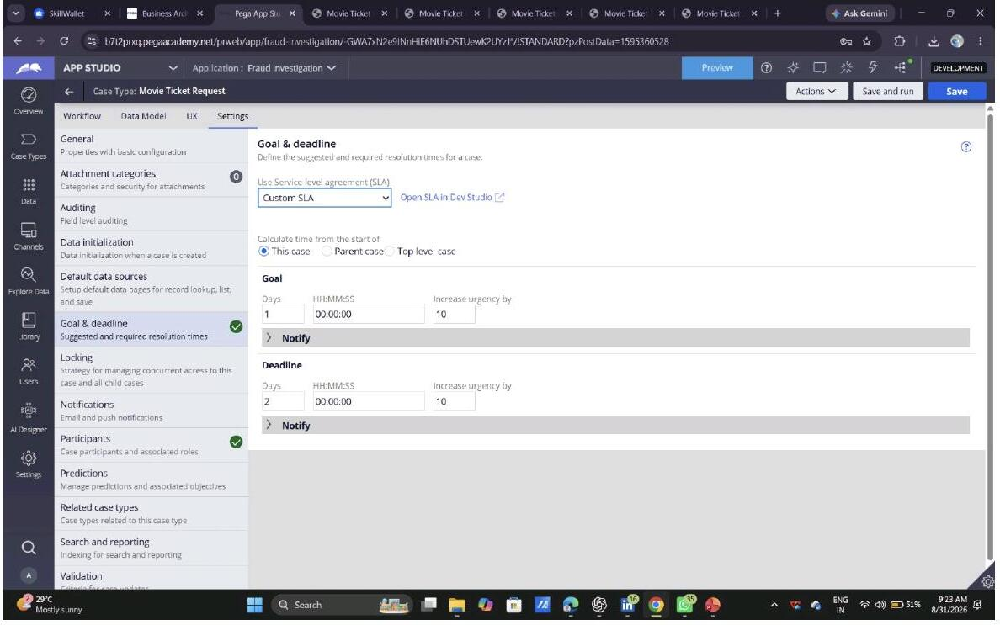 SkillWallet
Business Arch
Pega App Stu
Movie Ticket
Movie Ticket
Movie Ticket
Movie Ticket
Movie Ticket
Ask Gemini
b7t2prxq.pegaacademy.net/prweb/app/fraud-investigation/-GWA7xN2e9INnHiE6NUhDSTUewK2UYzJ*/!STANDARD?pzPostData=1595360528
APP STUDIO
Application : Fraud Investigation
Preview
DEVELOPMENT
Case Type: Movie Ticket Request
Actions
Save and run
Save
Overview
Case Types
Data
Channels
Explore Data
Library
Users
AI Designer
Settings
A
Workflow
Data Model
UX
Settings
General
Properties with basic configuration
Attachment categories
0
Categories and security for attachments
Auditing
Field level auditing
Data initialization
Data initialization when a case is created
Default data sources
Setup default data pages for record lookup, list,
and save
Goal & deadline
Suggested and required resolution times
Locking
Strategy for managing concurrent access to this
case and all child cases
Notifications
Email and push notifications
Participants
Case participants and associated roles
Predictions
Manage predictions and associated objectives
Related case types
Case types related to this case type
Search and reporting
Indexing for search and reporting
Validation
Criteria for case updates
Goal & deadline
Define the suggested and required resolution times for a case.
Use Service-level agreement (SLA)
Custom SLA
Open SLA in Dev Studio
Calculate time from the start of
This case
Parent case
Top level case
Goal
Days
HH:MM:SS
Increase urgency by
1
00:00:00
10
Notify
Deadline
Days
HH:MM:SS
Increase urgency by
2
00:00:00
10
Notify
2
29°C
Mostly sunny
Search
16
35
ENG
IN
51%
9:23 AM
8/31/2026